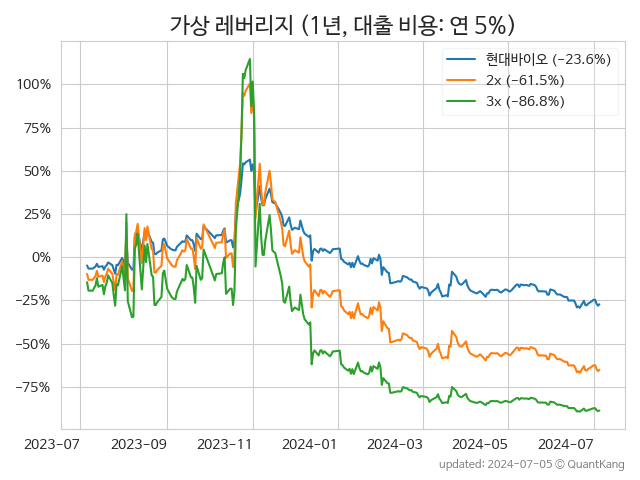 가상 레버리지 (1년, 대출 비용: 연 5%)
현대바이오 (−23.6%)
2x (−61.5%)
3x (−86.8%)
100%
75%
50%
25%
0%
−25%
−50%
−75%
2023-07 2023-09 2023-11 2024-01 2024-03 2024-05 2024-07
updated: 2024-07-05 © QuantKang